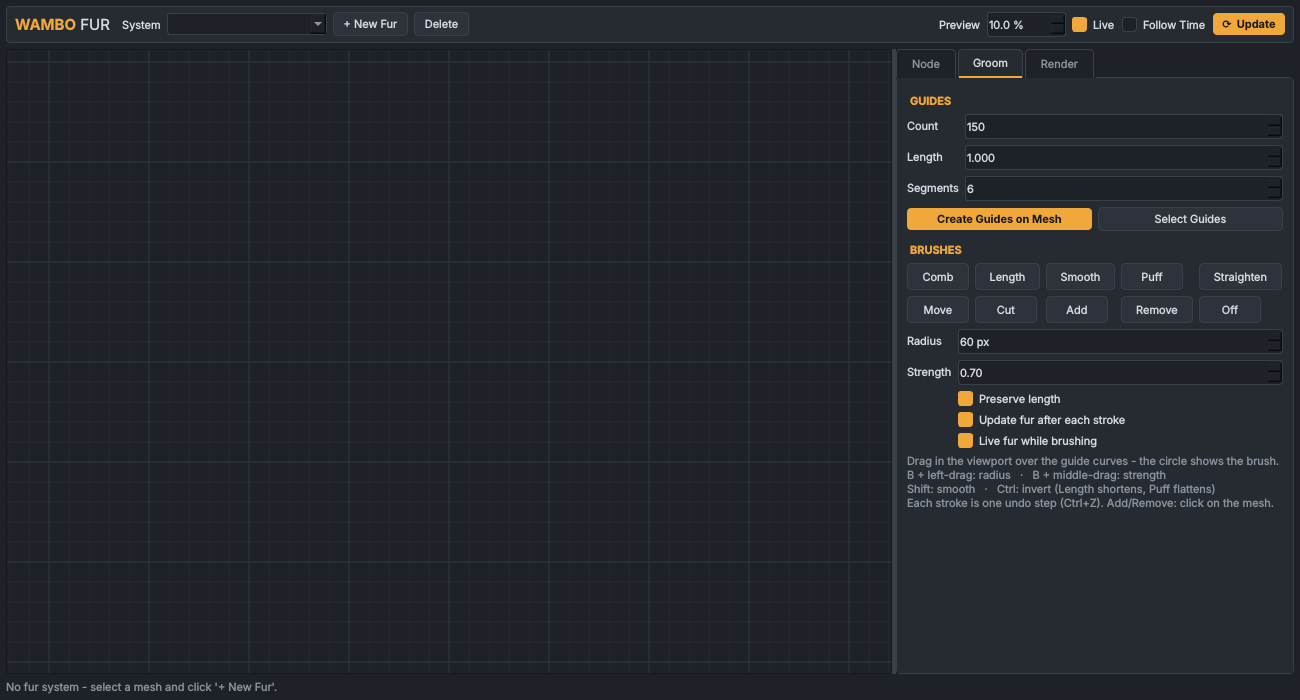 WAMBO FUR System + New Fur Delete Preview 10.0 % Live Follow Time ⟳ Update
Node Groom Render
GUIDES
Count 150
Length 1.000
Segments 6
Create Guides on Mesh Select Guides
BRUSHES
Comb Length Smooth Puff Straighten
Move Cut Add Remove Off
Radius 60 px
Strength 0.70
Preserve length
Update fur after each stroke
Live fur while brushing
Drag in the viewport over the guide curves - the circle shows the brush.
B + left-drag: radius · B + middle-drag: strength
Shift: smooth · Ctrl: invert (Length shortens, Puff flattens)
Each stroke is one undo step (Ctrl+Z). Add/Remove: click on the mesh.
No fur system - select a mesh and click '+ New Fur'.